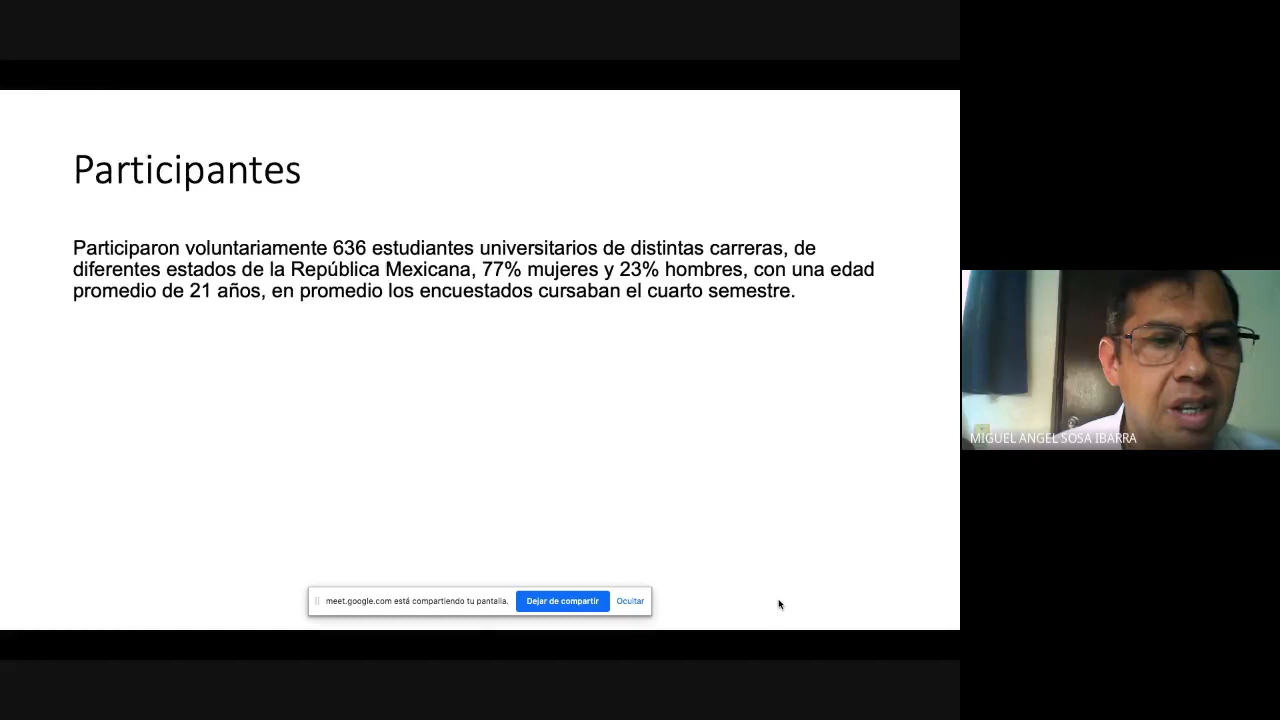 Participantes
Participaron voluntariamente 636 estudiantes universitarios de distintas carreras, de
diferentes estados de la República Mexicana, 77% mujeres y 23% hombres, con una edad
promedio de 21 años, en promedio los encuestados cursaban el cuarto semestre.
MIGUEL ANGEL SOSA IBARRA
meet.google.com está compartiendo tu pantalla. Dejar de compartir Ocultar